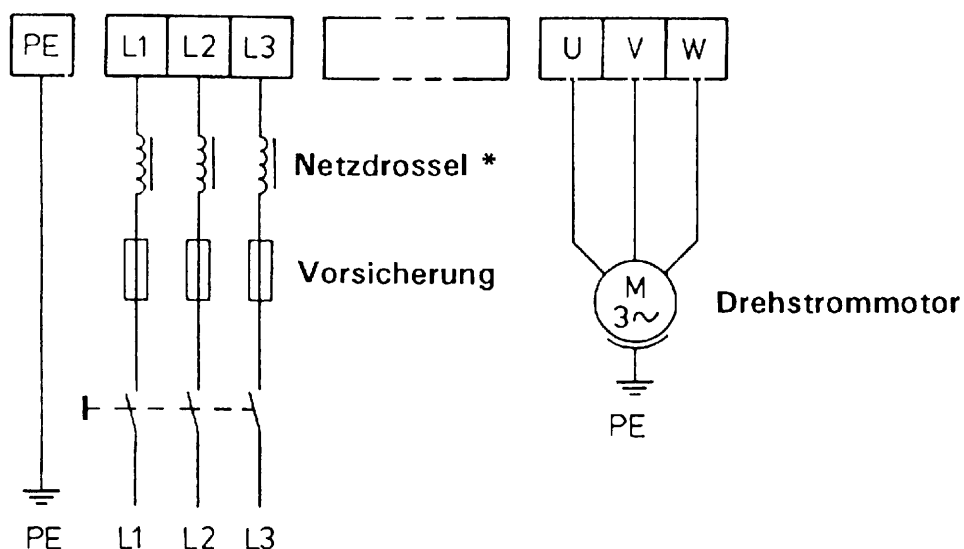 PE L1 L2 L3 U V W
Netzdrossel *
Vorsicherung
M
3~
Drehstrommotor
PE
PE L1 L2 L3